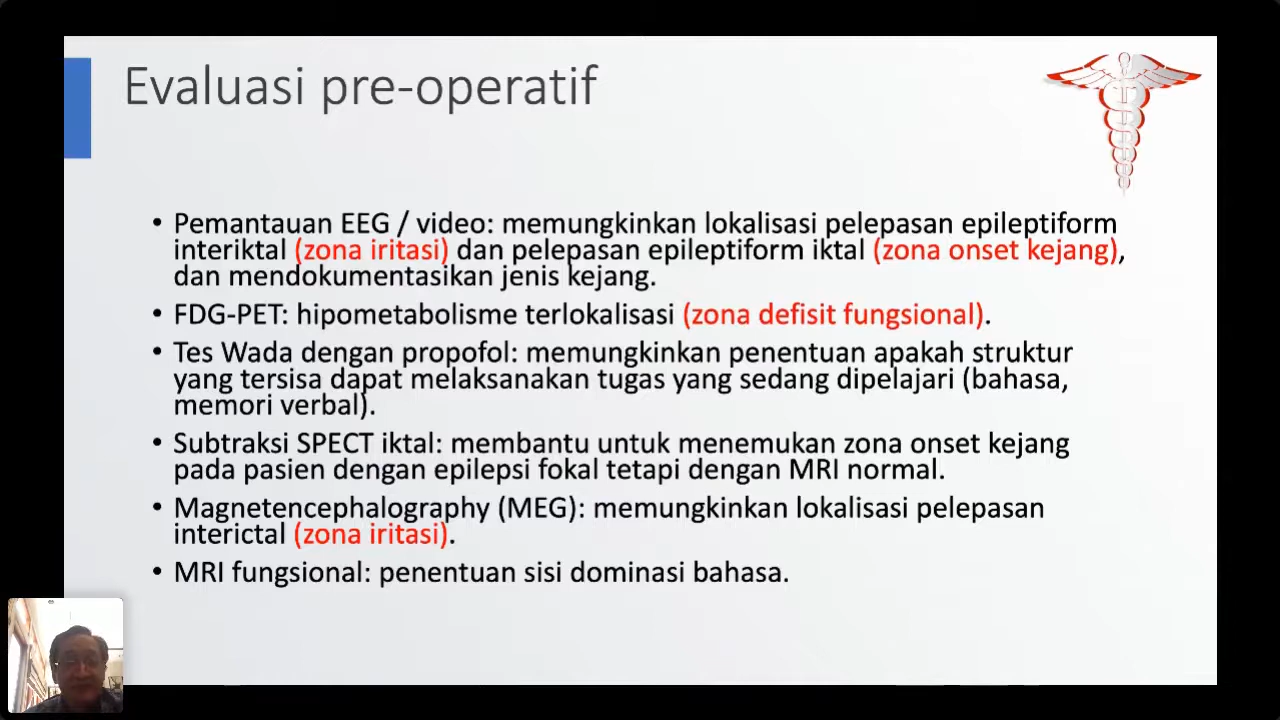 Evaluasi pre-operatif
• Pemantauan EEG / video: memungkinkan lokalisasi pelepasan epileptiform
interiktal (zona iritasi) dan pelepasan epileptiform iktal (zona onset kejang),
dan mendokumentasikan jenis kejang.
• FDG-PET: hipometabolisme terlokalisasi (zona defisit fungsional).
• Tes Wada dengan propofol: memungkinkan penentuan apakah struktur
yang tersisa dapat melaksanakan tugas yang sedang dipelajari (bahasa,
memori verbal).
• Subtraksi SPECT iktal: membantu untuk menemukan zona onset kejang
pada pasien dengan epilepsi fokal tetapi dengan MRI normal.
• Magnetencephalography (MEG): memungkinkan lokalisasi pelepasan
interictal (zona iritasi).
• MRI fungsional: penentuan sisi dominasi bahasa.